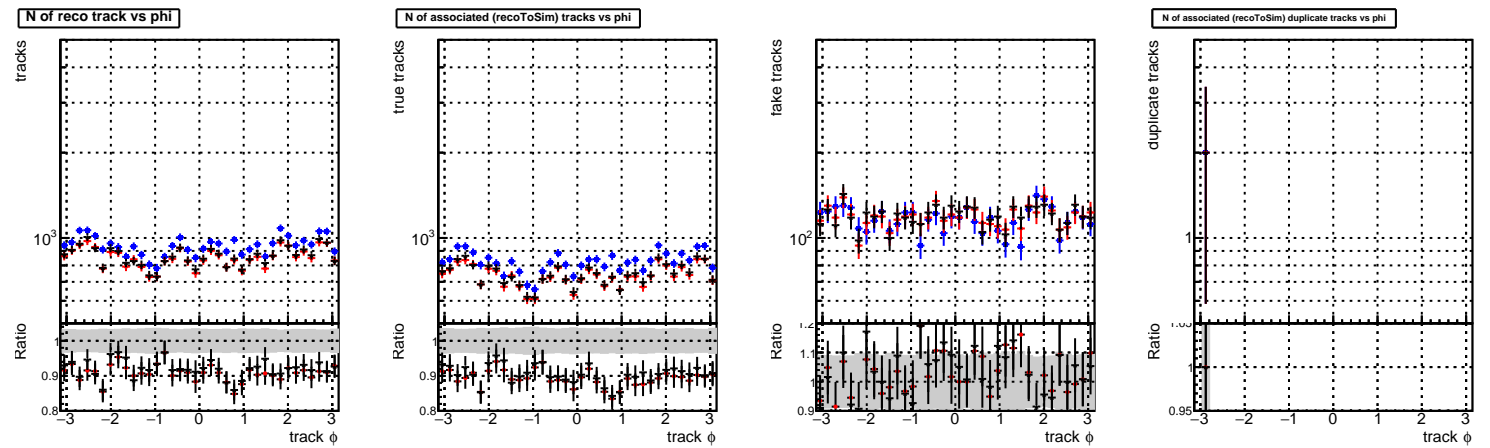 N of reco track vs phi
tracks
10³
Ratio
1
0.9
0.8
−3 −2 −1 0 1 2 3
track ϕ
N of associated (recoToSim) tracks vs phi
true tracks
10³
Ratio
1
0.9
0.8
−3 −2 −1 0 1 2 3
track ϕ
fake tracks
10²
Ratio
1.2
1.1
1.0
0.9
−3 −2 −1 0 1 2 3
track ϕ
N of associated (recoToSim) duplicate tracks vs phi
duplicate tracks
1
Ratio
1.05
1
0.95
−3 −2 −1 0 1 2 3
track ϕ